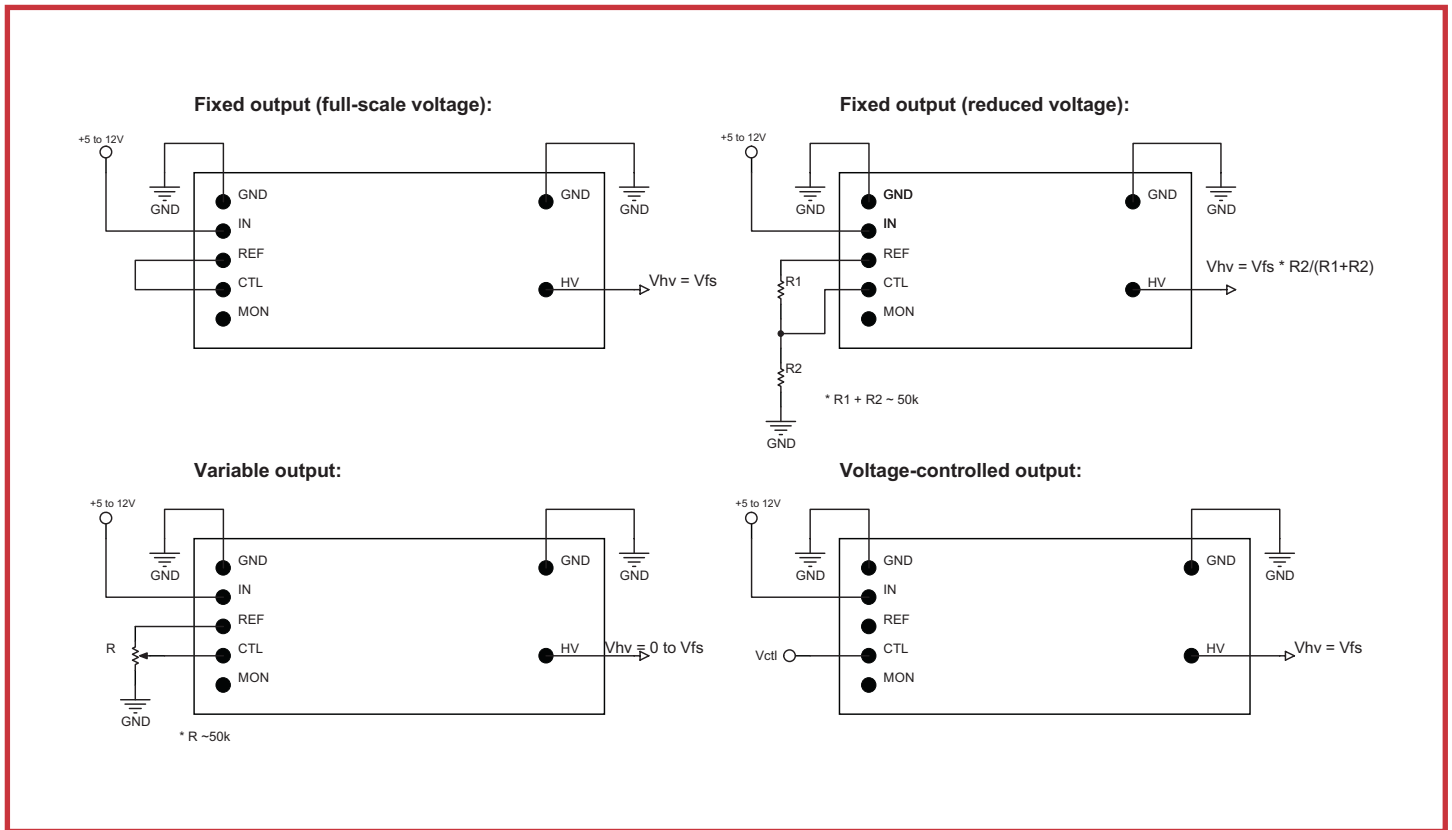 Fixed output (full-scale voltage):
+5 to 12V
GND
GND
IN
REF
CTL
MON
GND
GND
HV
Vhv = Vfs
Fixed output (reduced voltage):
+5 to 12V
GND
GND
IN
REF
CTL
MON
R1
R2
GND
* R1 + R2 ~ 50k
GND
GND
HV
Vhv = Vfs * R2/(R1+R2)
Variable output:
+5 to 12V
GND
GND
IN
REF
CTL
MON
R
GND
* R ~50k
GND
GND
HV
Vhv = 0 to Vfs
Voltage-controlled output:
+5 to 12V
GND
GND
IN
REF
CTL
MON
Vctl
GND
GND
HV
Vhv = Vfs